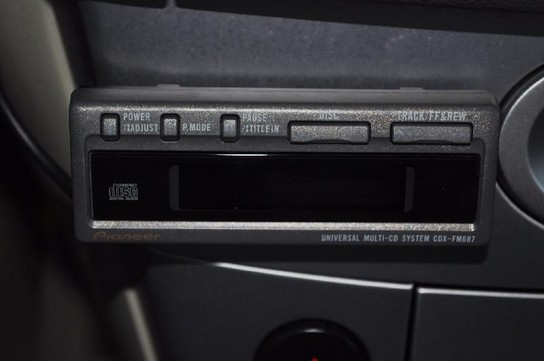 POWER P.MODE PAUSE DISC TRACK/FF&REW
/:ADJUST /:TITLE IN
COMPACT
DISC
DIGITAL AUDIO
Pioneer UNIVERSAL MULTI-CD SYSTEM CDX-FM687